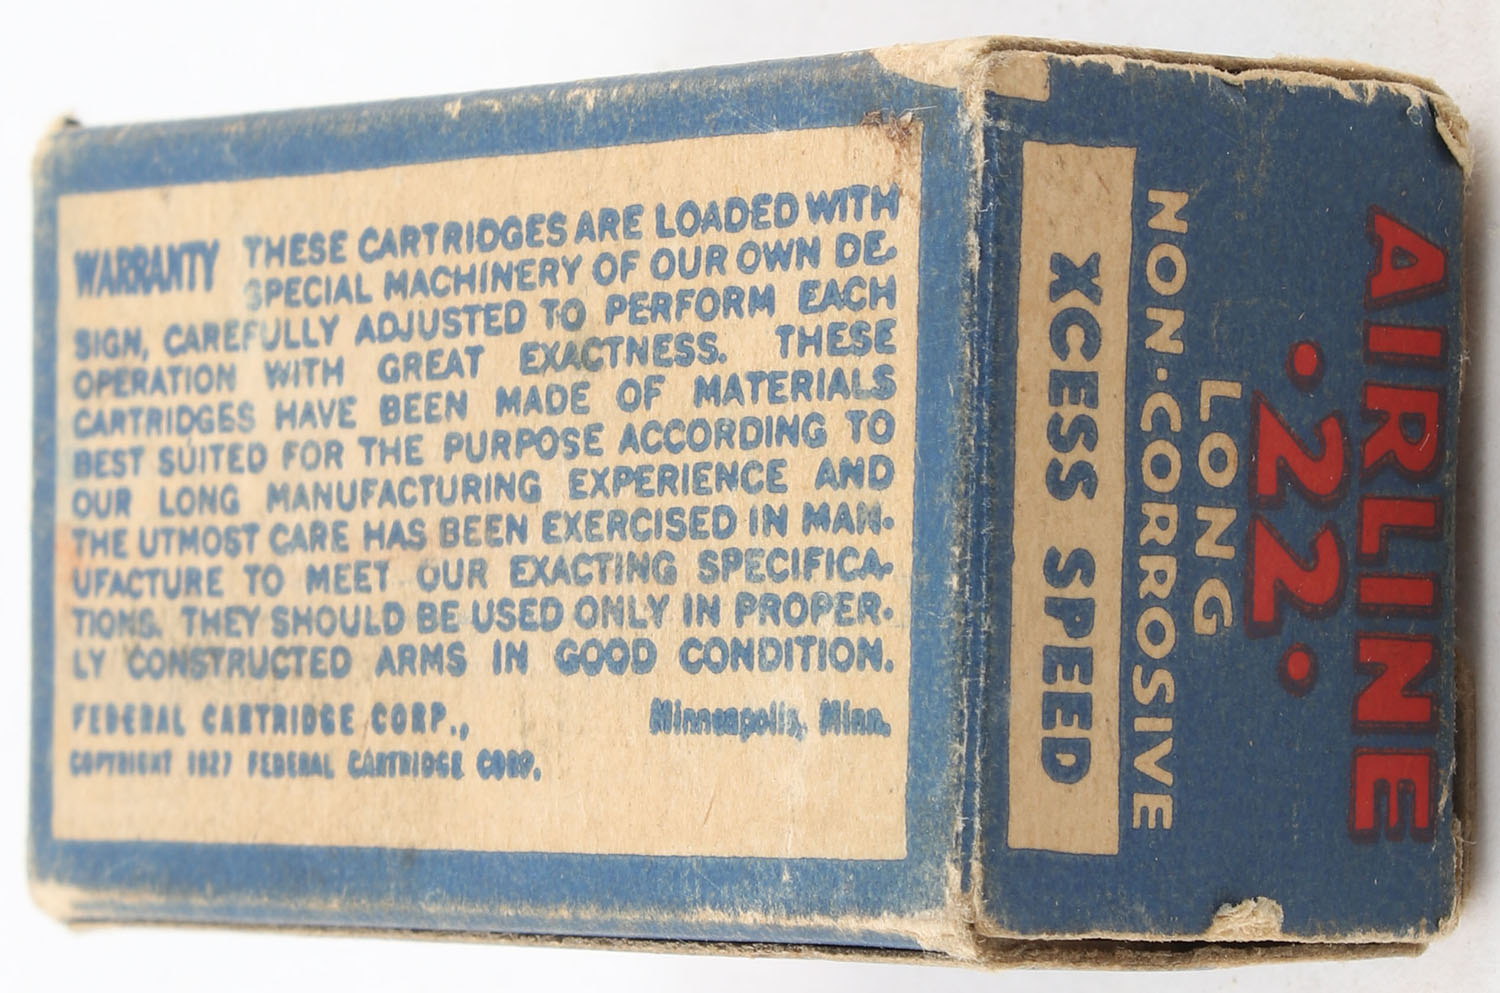 WARRANTY THESE CARTRIDGES ARE LOADED WITH
SPECIAL MACHINERY OF OUR OWN DE-
SIGN, CAREFULLY ADJUSTED TO PERFORM EACH
OPERATION WITH GREAT EXACTNESS. THESE
CARTRIDGES HAVE BEEN MADE OF MATERIALS
BEST SUITED FOR THE PURPOSE ACCORDING TO
OUR LONG MANUFACTURING EXPERIENCE AND
THE UTMOST CARE HAS BEEN EXERCISED IN MAN-
UFACTURE TO MEET OUR EXACTING SPECIFICA-
TIONS. THEY SHOULD BE USED ONLY IN PROPER-
LY CONSTRUCTED ARMS IN GOOD CONDITION.
FEDERAL CARTRIDGE CORP., Minneapolis, Minn.
COPYRIGHT 1927 FEDERAL CARTRIDGE CORP.
AIRLINE
.22.
LONG
NON-CORROSIVE
XCESS SPEED